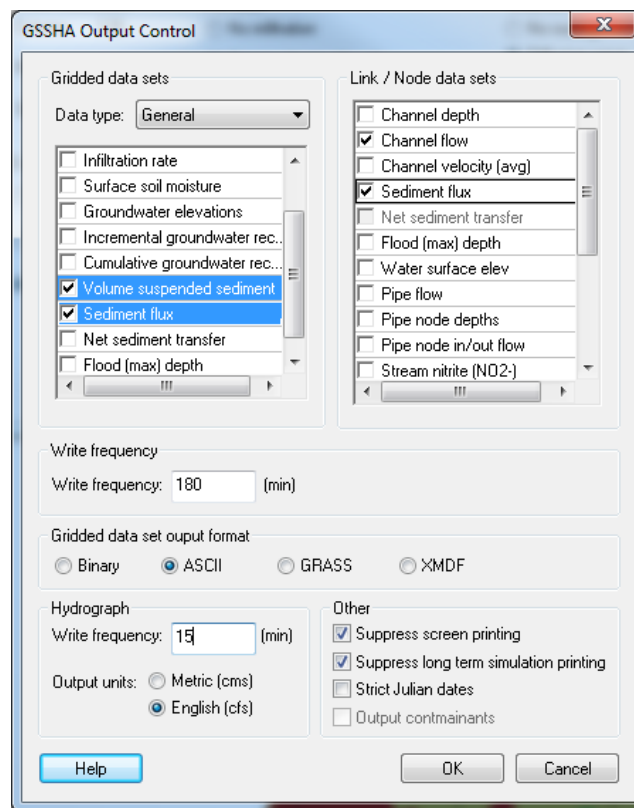 GSSHA Output Control
No infiltration
Gridded data sets
Data type: General
Infiltration rate
Surface soil moisture
Groundwater elevations
Incremental groundwater rec...
Cumulative groundwater rec...
Volume suspended sediment
Sediment flux
Net sediment transfer
Flood (max) depth
Link / Node data sets
Channel depth
Channel flow
Channel velocity (avg)
Sediment flux
Net sediment transfer
Flood (max) depth
Water surface elev
Pipe flow
Pipe node depths
Pipe node in/out flow
Stream nitrite (NO2-)
Write frequency
Write frequency: 180 (min)
Gridded data set ouput format
Binary ASCII GRASS XMDF
Hydrograph
Write frequency: 15 (min)
Output units: Metric (cms)
English (cfs)
Other
Suppress screen printing
Suppress long term simulation printing
Strict Julian dates
Output contmainants
Help OK Cancel